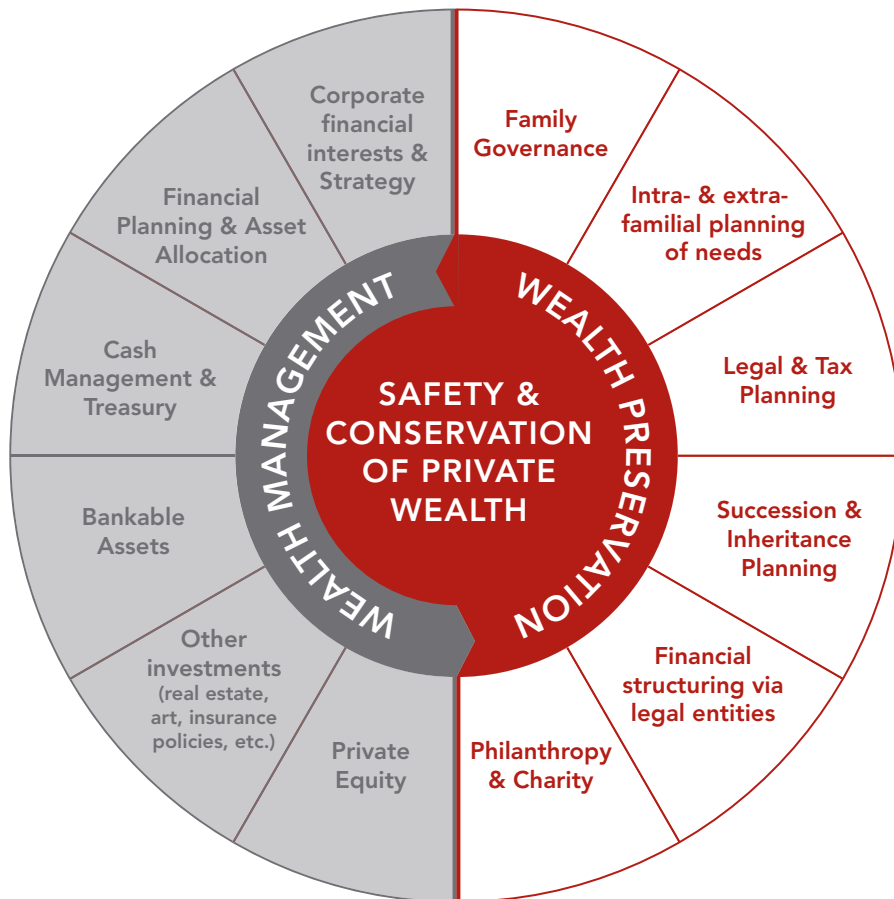 Corporate
financial
interests &
Strategy
Family
Governance
Financial
Planning & Asset
Allocation
Intra- & extra-
familial planning
of needs
Cash
Management &
Treasury
Legal & Tax
Planning
WEALTH MANAGEMENT
WEALTH PRESERVATION
SAFETY &
CONSERVATION
OF PRIVATE
WEALTH
Bankable
Assets
Succession &
Inheritance
Planning
Other
investments
(real estate,
art, insurance
policies, etc.)
Financial
structuring via
legal entities
Private
Equity
Philanthropy
& Charity